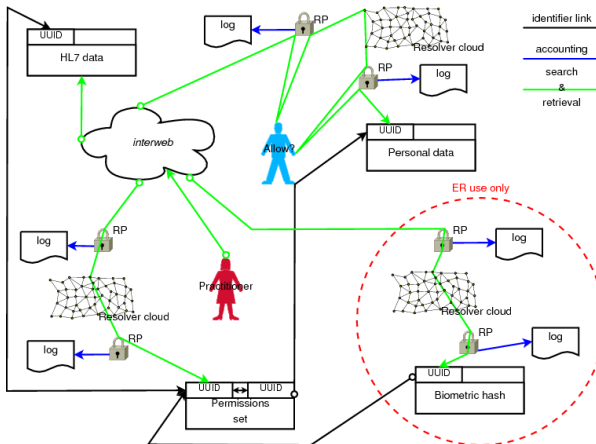 UUID
HL7 data
log
RP
Resolver cloud
RP
log
identifier link
accounting
search
&
retrieval
interweb
Allow?
UUID
Personal data
ER use only
log
RP
Resolver cloud
RP
log
Practitioner
RP
log
Resolver cloud
RP
log
UUID
UUID
Permissions
set
UUID
Biometric hash